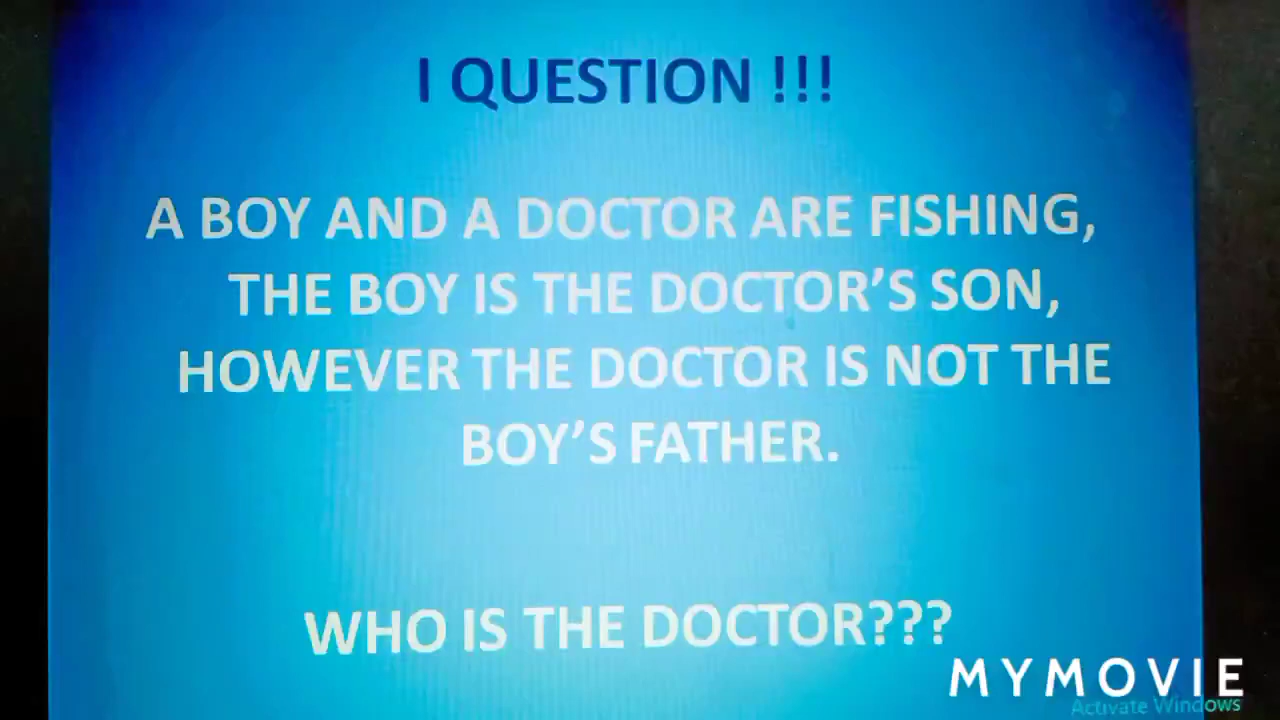 I QUESTION !!!
A BOY AND A DOCTOR ARE FISHING,
THE BOY IS THE DOCTOR'S SON,
HOWEVER THE DOCTOR IS NOT THE
BOY'S FATHER.
WHO IS THE DOCTOR???
MYMOVIE
Activate Windows